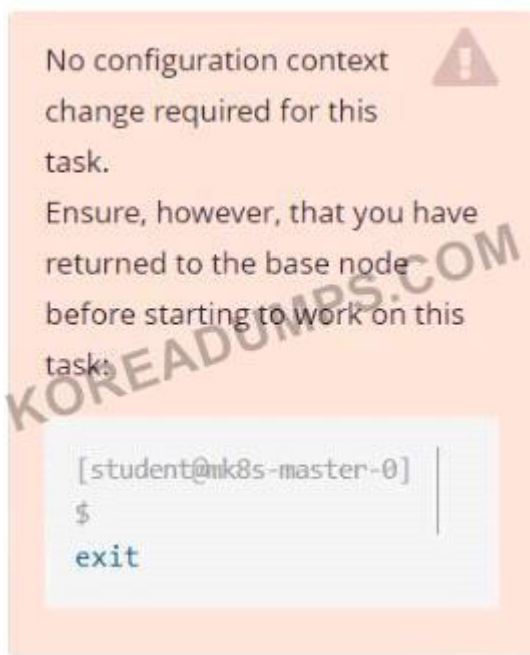 No configuration context
change required for this
task.
Ensure, however, that you have
returned to the base node
before starting to work on this
task:
KOREADUMPS.COM
[student@mk8s-master-0]
$
exit